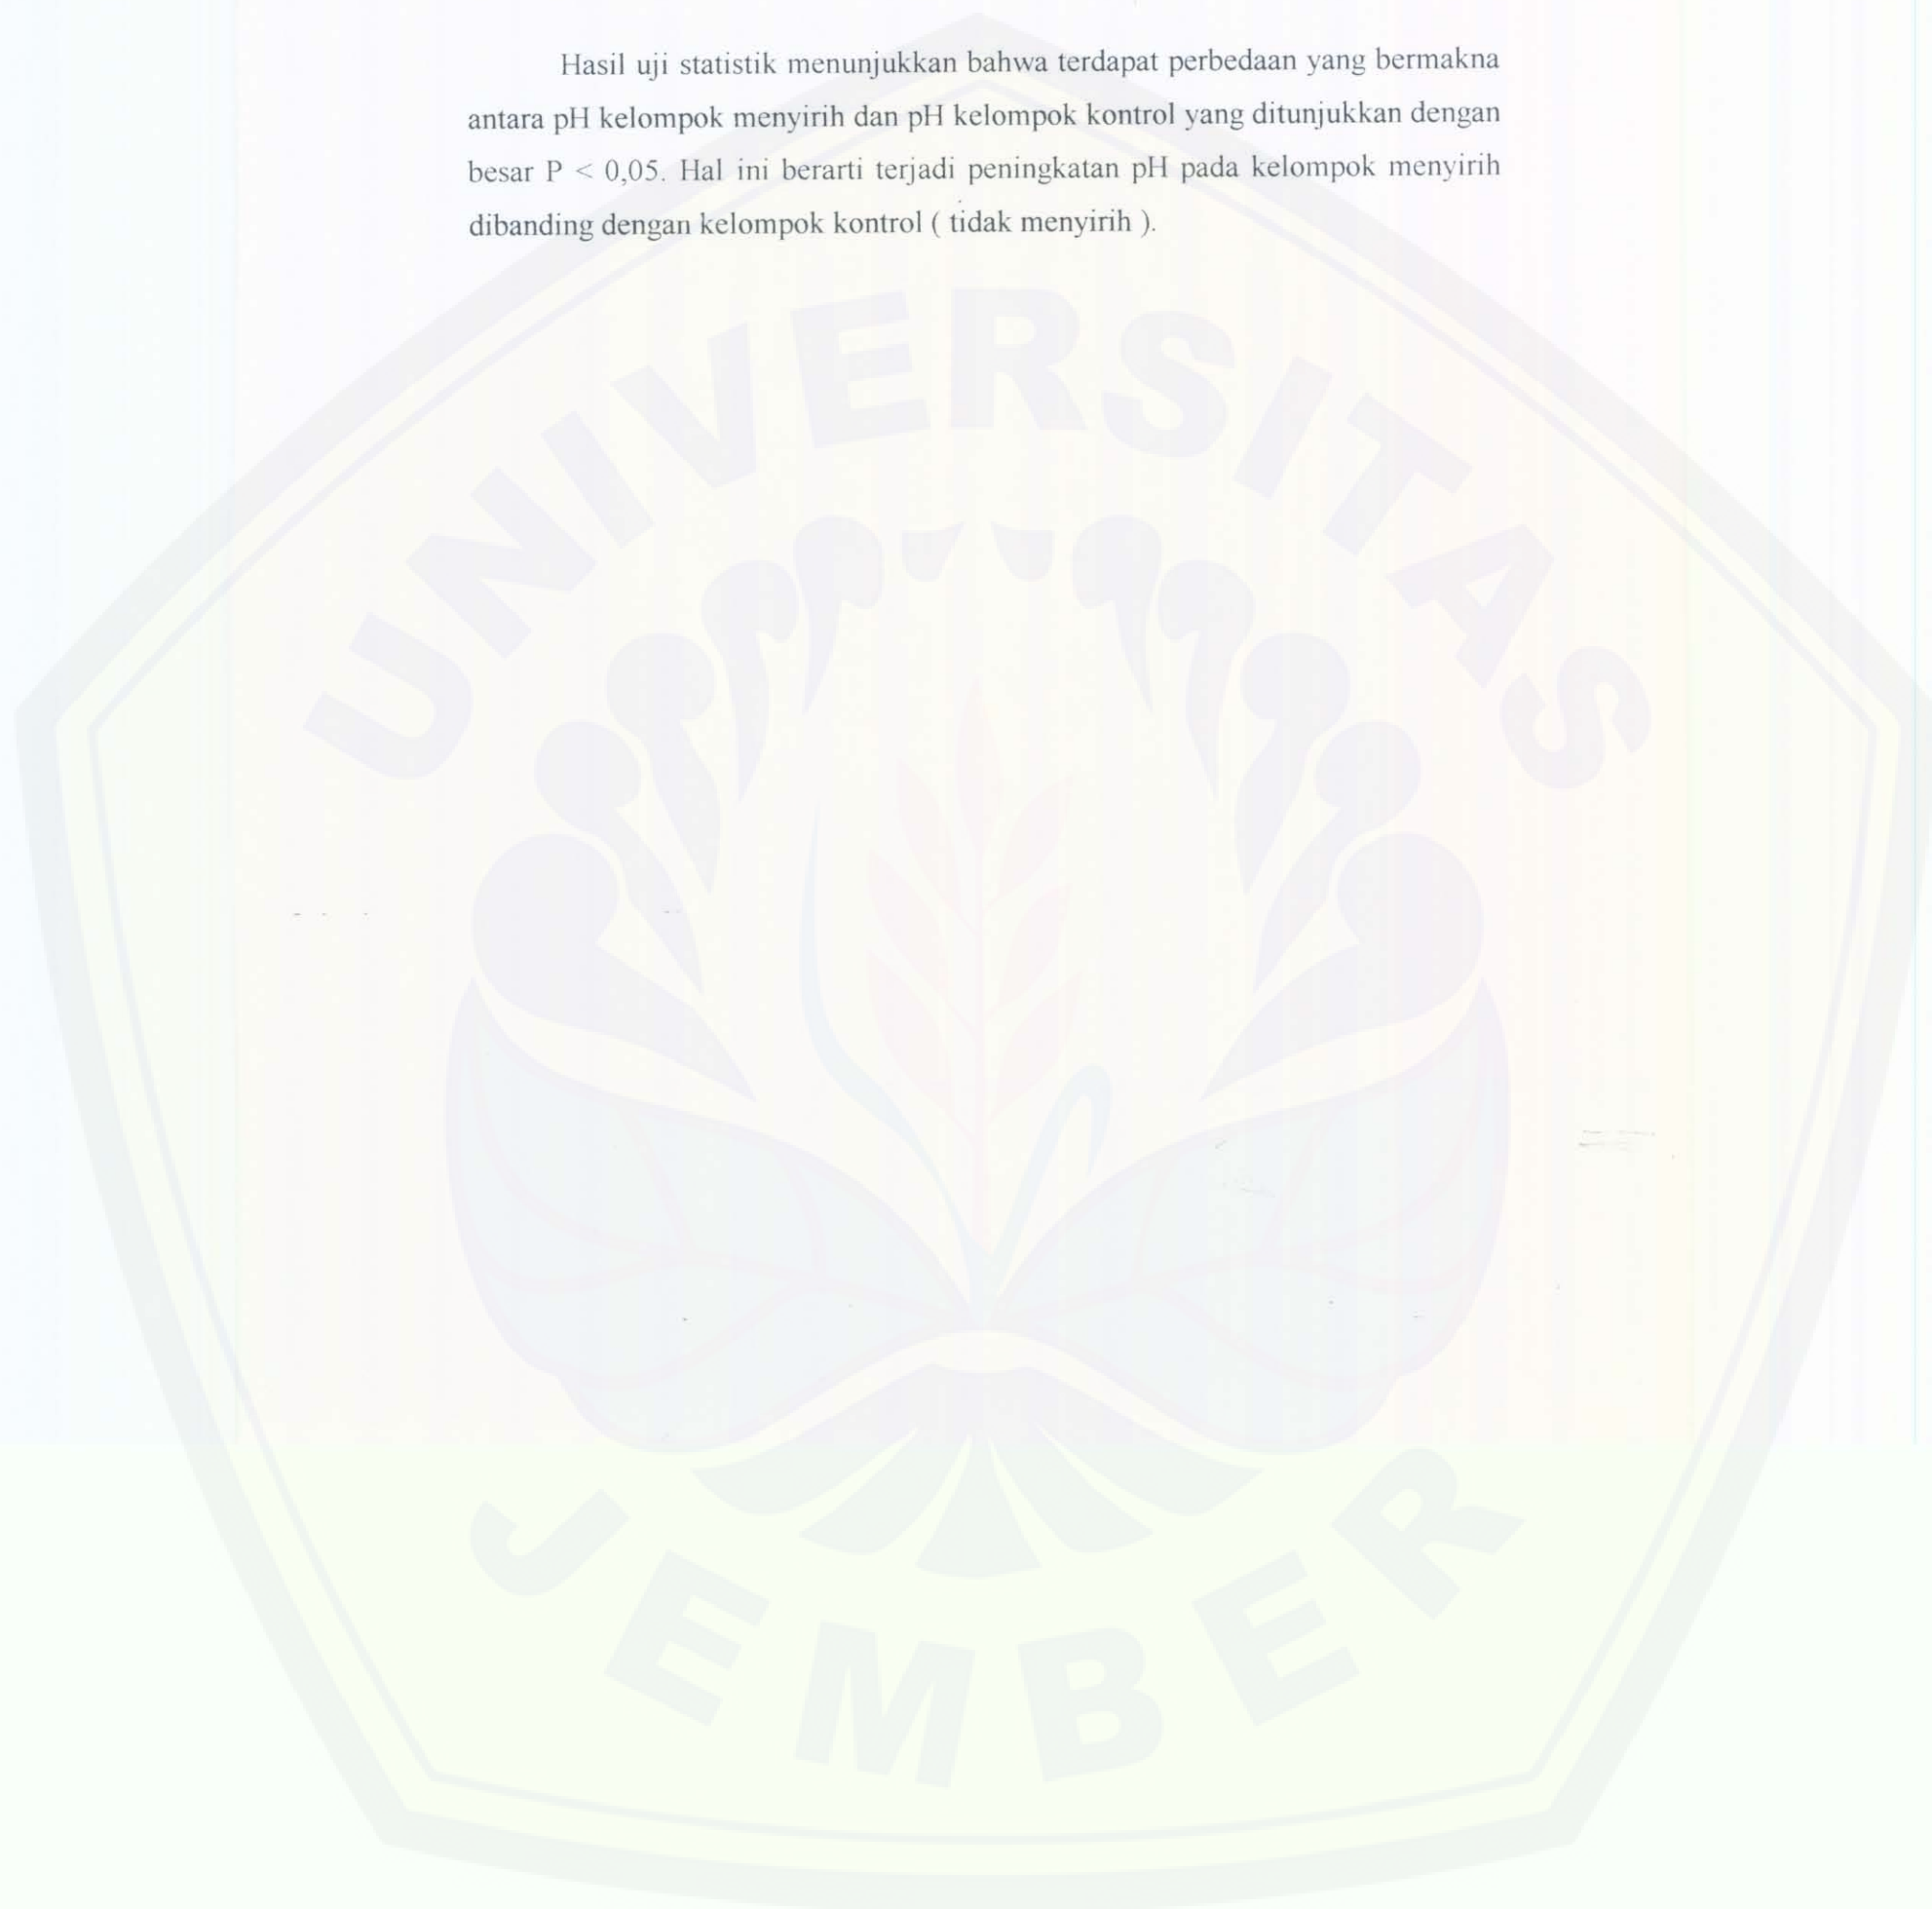 Hasil uji statistik menunjukkan bahwa terdapat perbedaan yang bermakna
antara pH kelompok menyirih dan pH kelompok kontrol yang ditunjukkan dengan
besar P < 0,05. Hal ini berarti terjadi peningkatan pH pada kelompok menyirih
dibanding dengan kelompok kontrol ( tidak menyirih ).
UNIVERSITAS
JEMBER